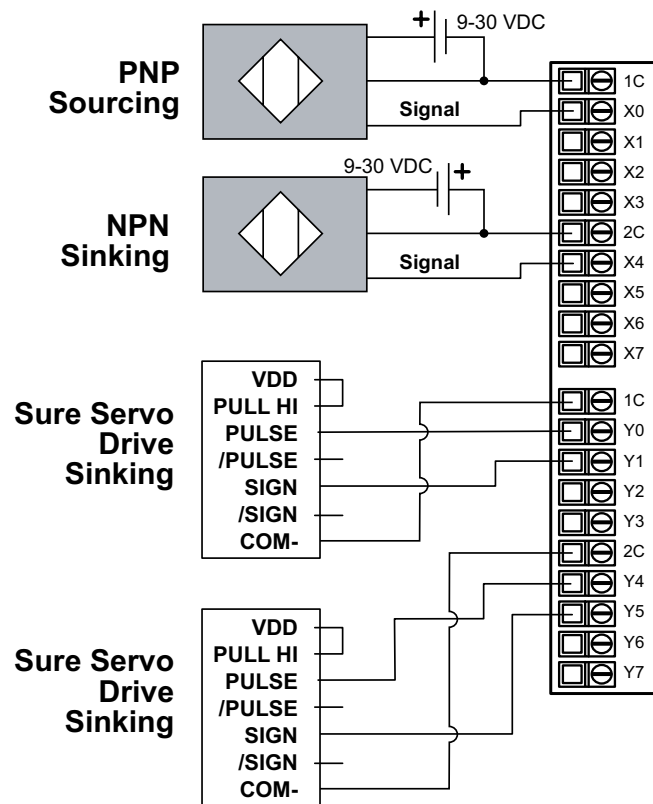 + 9-30 VDC
PNP
Sourcing
Signal
9-30 VDC +
NPN
Sinking
Signal
1C
X0
X1
X2
X3
2C
X4
X5
X6
X7
Sure Servo
Drive
Sinking
VDD
PULL HI
PULSE
/PULSE
SIGN
/SIGN
COM-
1C
Y0
Y1
Y2
Y3
2C
Y4
Y5
Y6
Y7
Sure Servo
Drive
Sinking
VDD
PULL HI
PULSE
/PULSE
SIGN
/SIGN
COM-